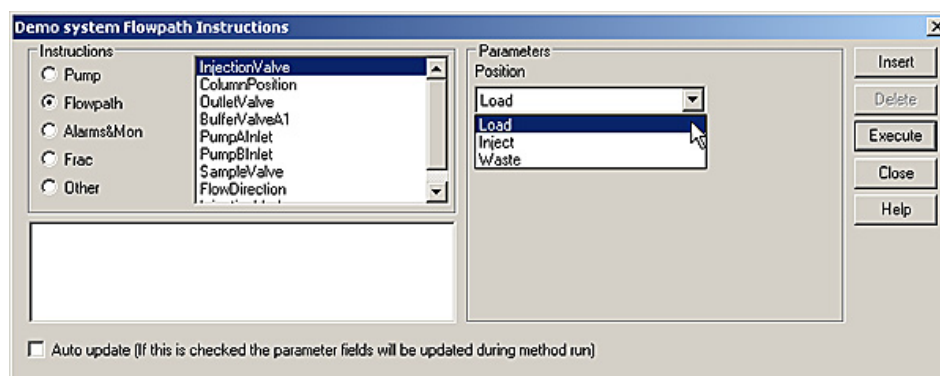 Demo system Flowpath Instructions
Instructions
Pump
Flowpath
Alarms&Mon
Frac
Other
InjectionValve
ColumnPosition
OutletValve
BufferValveA1
PumpAInlet
PumpBInlet
SampleValve
FlowDirection
Parameters
Position
Load
Load
Inject
Waste
Insert
Delete
Execute
Close
Help
Auto update (If this is checked the parameter fields will be updated during method run)